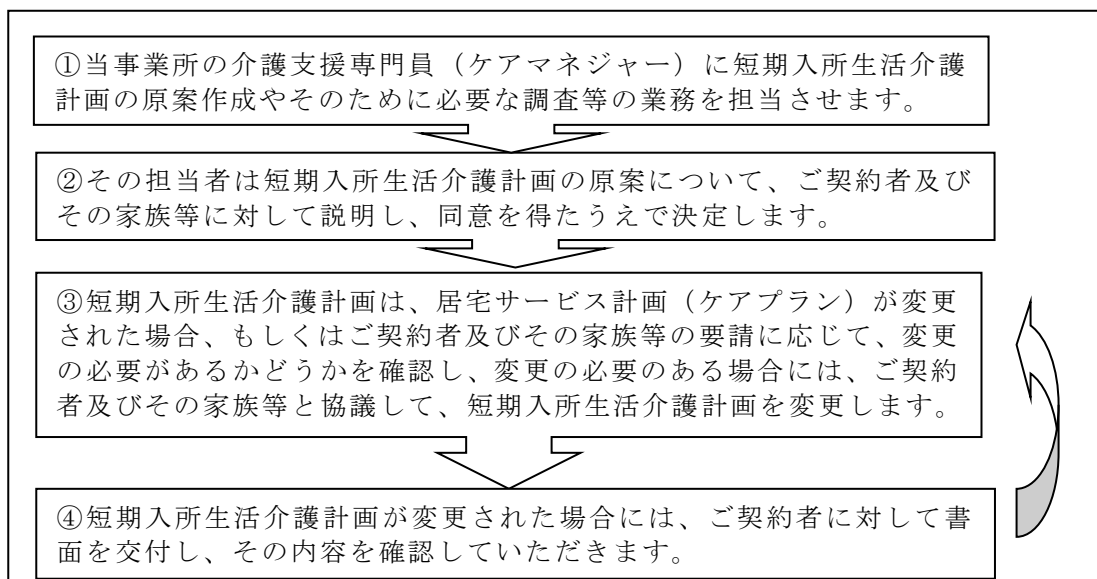 ①当事業所の介護支援専門員（ケアマネジャー）に短期入所生活介護
計画の原案作成やそのために必要な調査等の業務を担当させます。
②その担当者は短期入所生活介護計画の原案について、ご契約者及び
その家族等に対して説明し、同意を得たうえで決定します。
③短期入所生活介護計画は、居宅サービス計画（ケアプラン）が変更
された場合、もしくはご契約者及びその家族等の要請に応じて、変更
の必要があるかどうかを確認し、変更の必要のある場合には、ご契約
者及びその家族等と協議して、短期入所生活介護計画を変更します。
④短期入所生活介護計画が変更された場合には、ご契約者に対して書
面を交付し、その内容を確認していただきます。